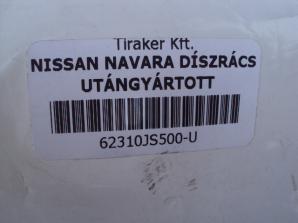 Tiraker Kft.
NISSAN NAVARA DÍSZRÁCS
UTÁNGYÁRTOTT
62310JS500-U